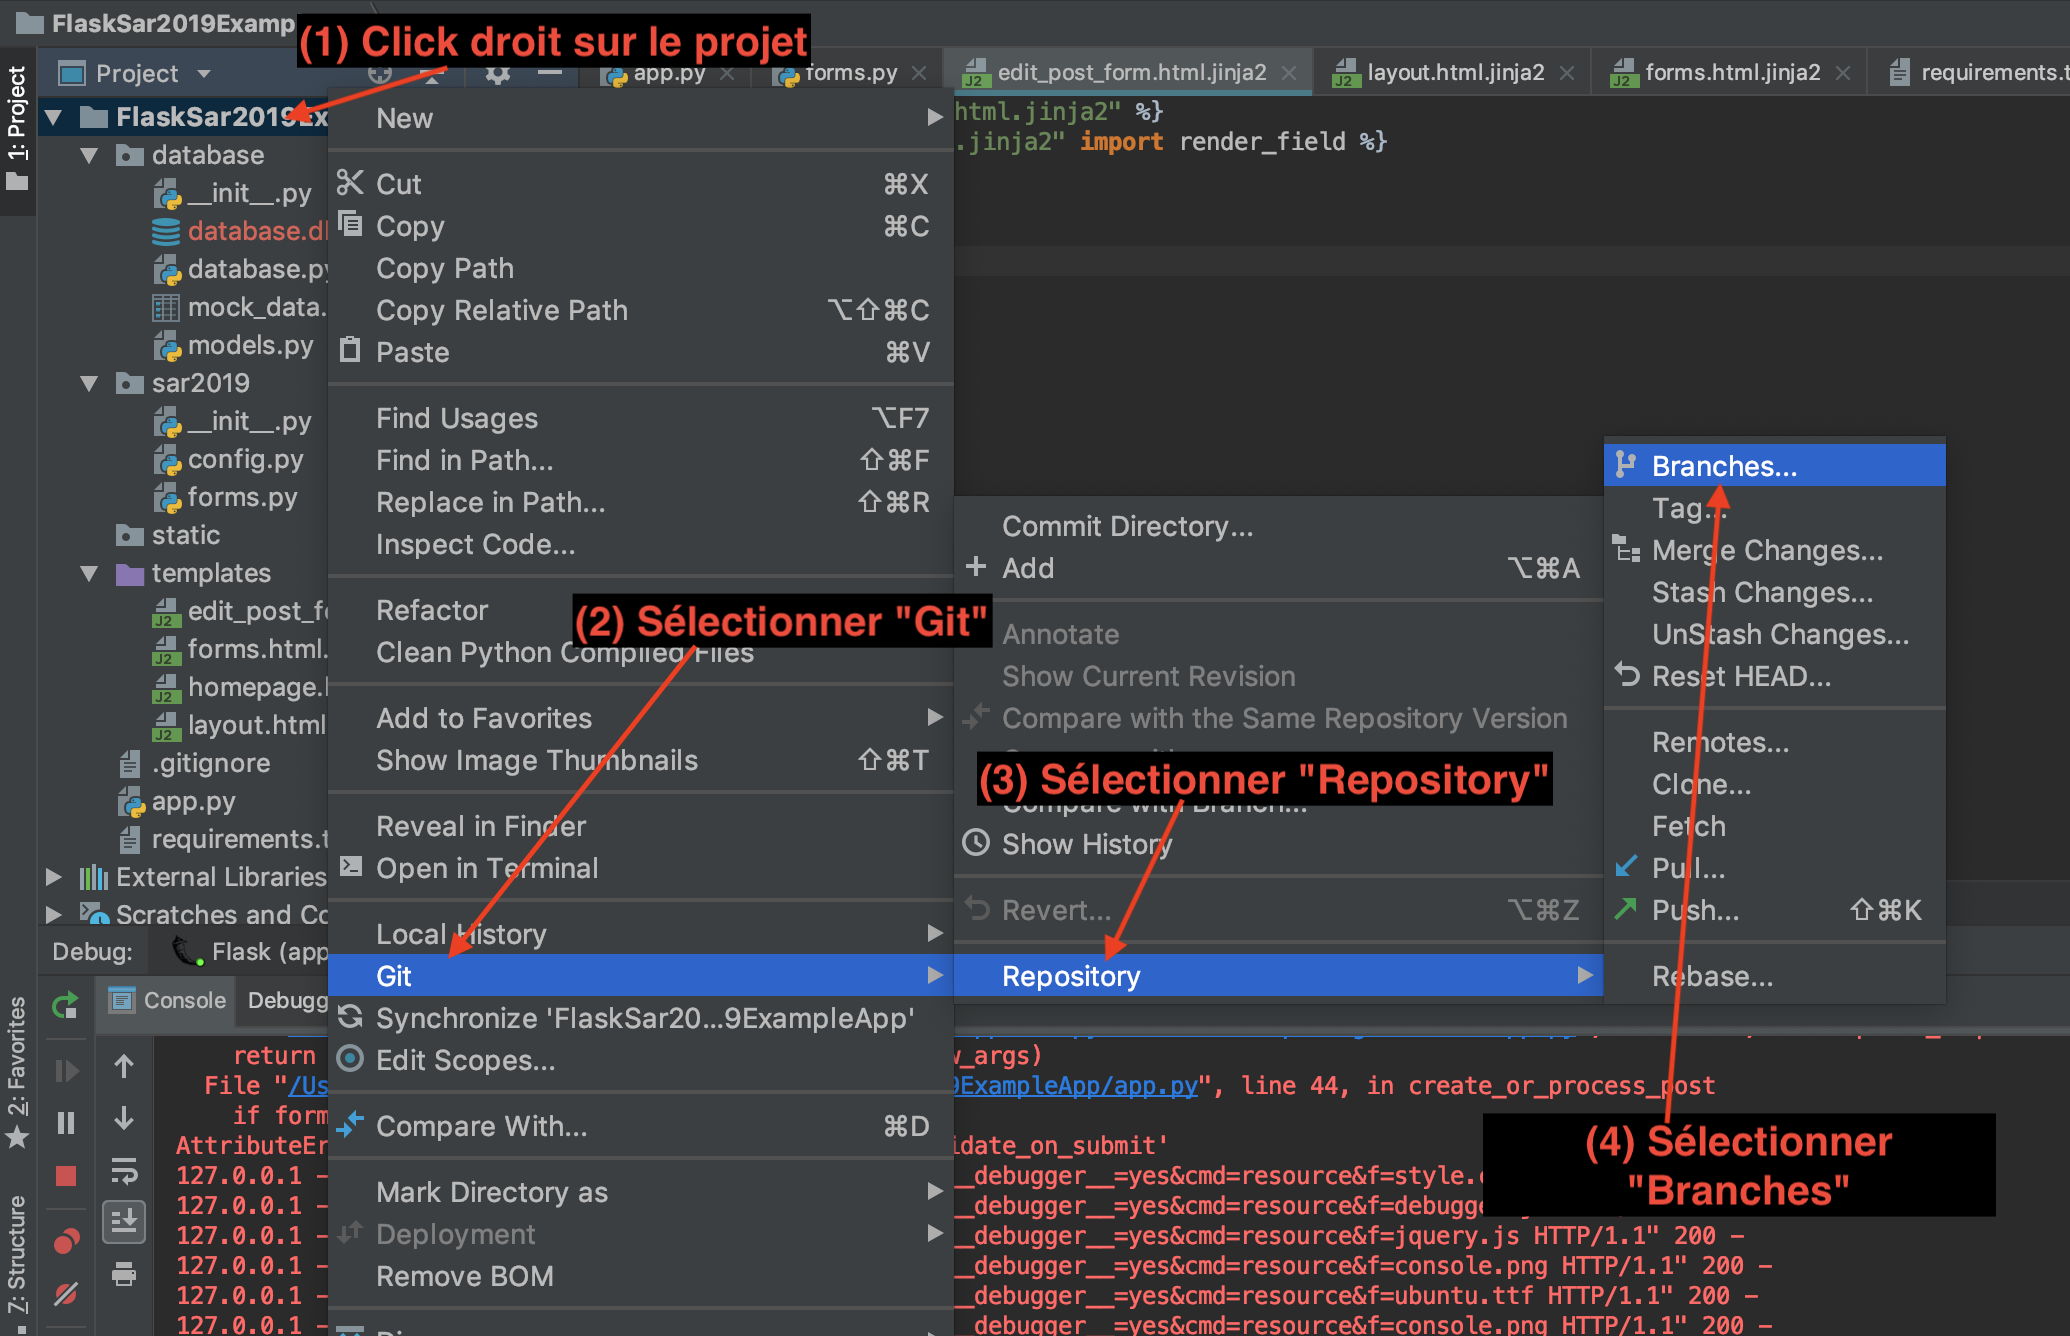 FlaskSar2019Examp
(1) Click droit sur le projet
Project
app.py
forms.py
edit_post_form.html.jinja2
layout.html.jinja2
forms.html.jinja2
requirements.t
1: Project
FlaskSar2019Ex
database
__init__.py
database.d
database.py
mock_data.
models.py
sar2019
__init__.py
config.py
forms.py
static
templates
edit_post_fo
forms.html.
homepage.
layout.html
.gitignore
app.py
requirements.t
External Libraries
Scratches and Co
html.jinja2" %}
.jinja2" import render_field %}
New
Cut ⌘X
Copy ⌘C
Copy Path
Copy Relative Path ⌥⇧⌘C
Paste ⌘V
Find Usages ⌥F7
Find in Path... ⇧⌘F
Replace in Path... ⇧⌘R
Inspect Code...
Refactor
Clean Python Compiled Files
Add to Favorites
Show Image Thumbnails ⇧⌘T
Reveal in Finder
Open in Terminal
Local History
Git
Synchronize 'FlaskSar20...9ExampleApp'
Edit Scopes...
Compare With... ⌘D
Mark Directory as
Deployment
Remove BOM
(2) Sélectionner "Git"
Commit Directory...
Add ⌥⌘A
Annotate
Show Current Revision
Compare with the Same Repository Version
(3) Sélectionner "Repository"
Compare with Branch...
Show History
Revert... ⌥⌘Z
Repository
Branches...
Tag...
Merge Changes...
Stash Changes...
UnStash Changes...
Reset HEAD...
Remotes...
Clone...
Fetch
Pull...
Push... ⇧⌘K
Rebase...
(4) Sélectionner
"Branches"
Debug:
Flask (app
Console
Debugg
2: Favorites
7: Structure
return
w_args)
File "/Us
9ExampleApp/app.py", line 44, in create_or_process_post
if form
AttributeEr
idate_on_submit'
127.0.0.1 –
__debugger__=yes&cmd=resource&f=style.
127.0.0.1 –
__debugger__=yes&cmd=resource&f=debugge
127.0.0.1 –
__debugger__=yes&cmd=resource&f=jquery.js HTTP/1.1" 200 –
127.0.0.1 –
__debugger__=yes&cmd=resource&f=console.png HTTP/1.1" 200 –
127.0.0.1 –
__debugger__=yes&cmd=resource&f=ubuntu.ttf HTTP/1.1" 200 –
127.0.0.1 –
__debugger__=yes&cmd=resource&f=console.png HTTP/1.1" 200 –